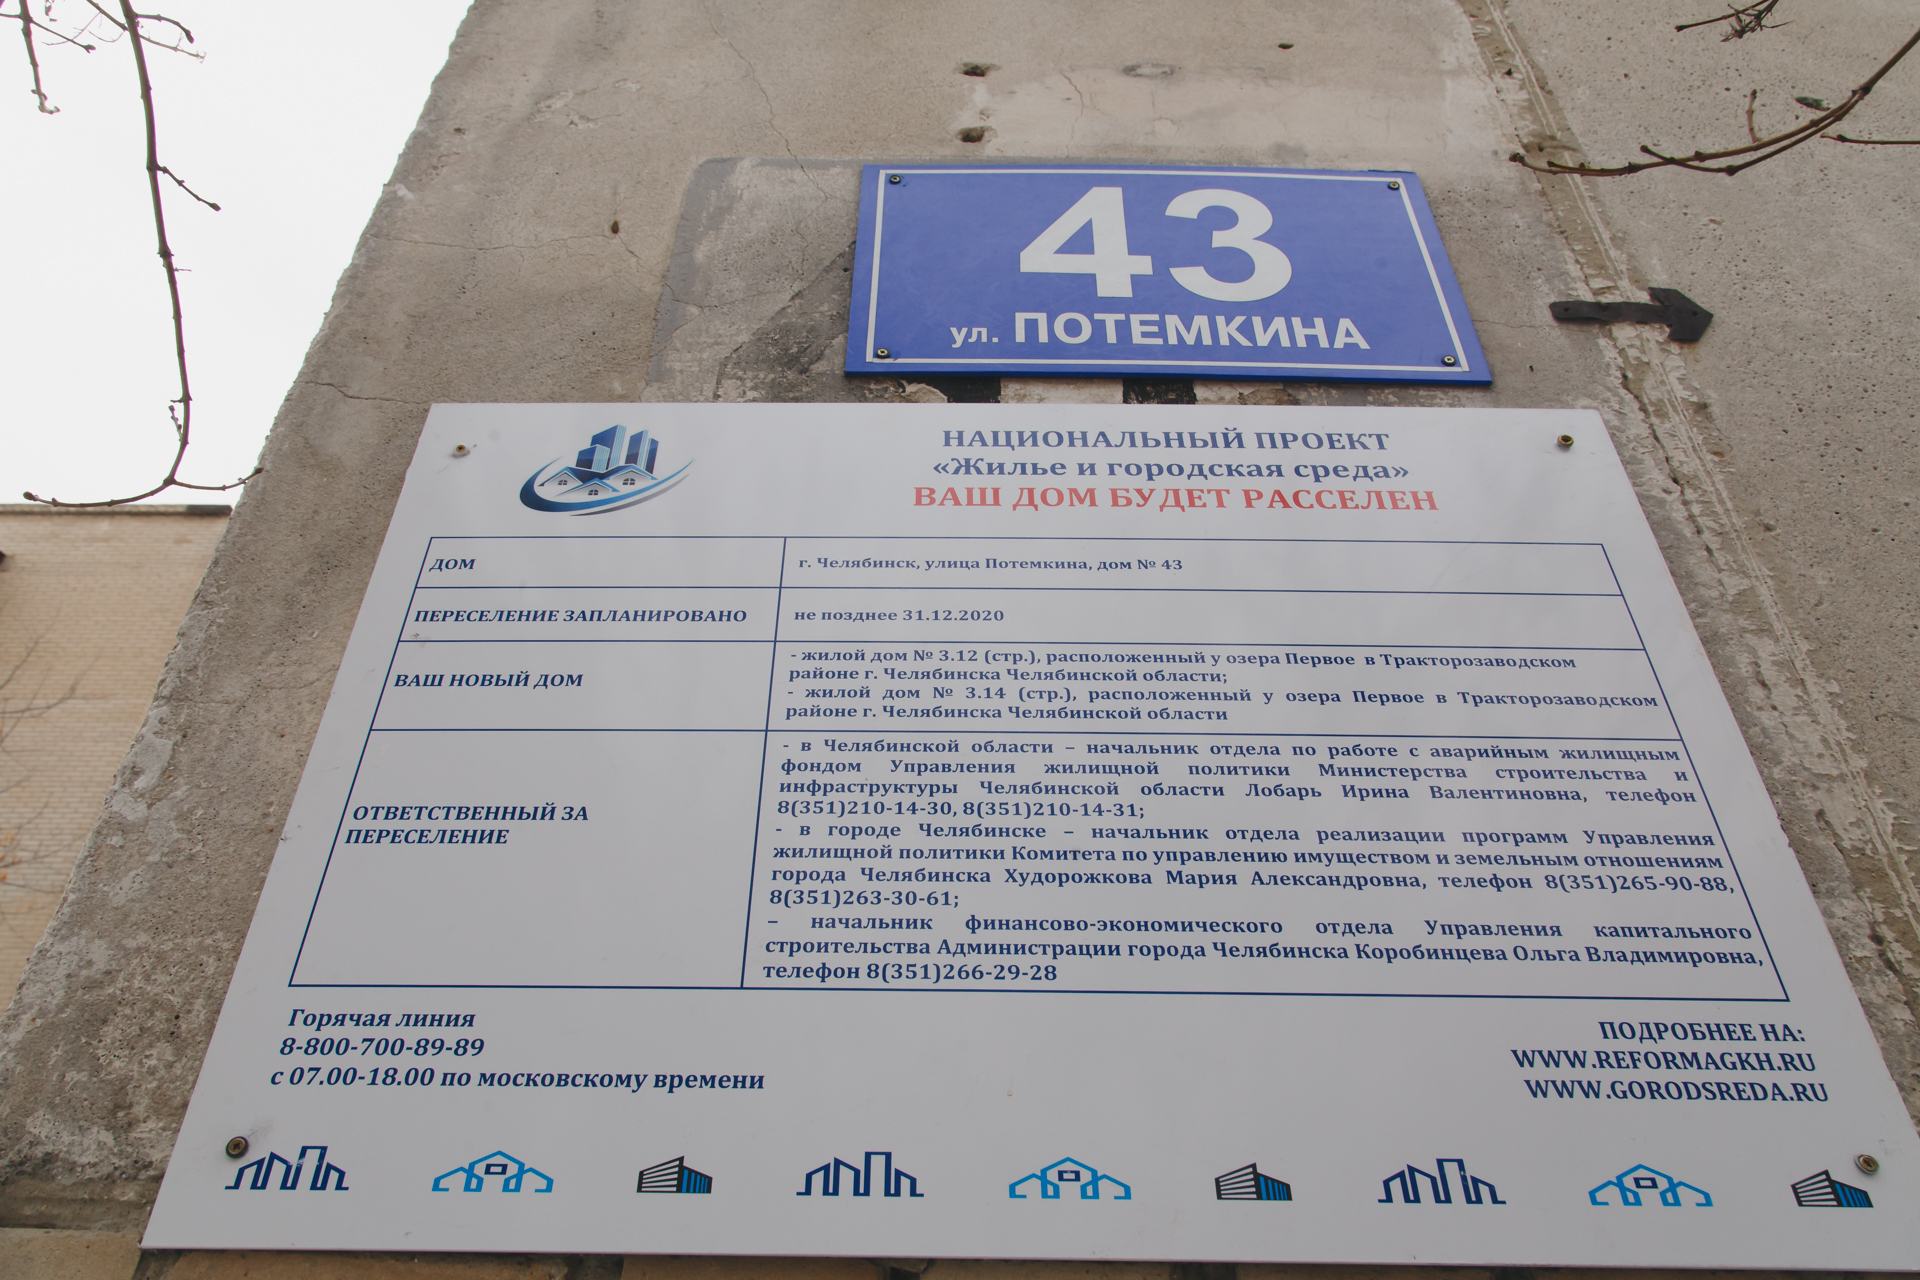 43
ул. ПОТЕМКИНА
НАЦИОНАЛЬНЫЙ ПРОЕКТ
«Жилье и городская среда»
ВАШ ДОМ БУДЕТ РАССЕЛЕН
ДОМ
г. Челябинск, улица Потемкина, дом № 43
ПЕРЕСЕЛЕНИЕ ЗАПЛАНИРОВАНО
не позднее 31.12.2020
ВАШ НОВЫЙ ДОМ
- жилой дом № 3.12 (стр.), расположенный у озера Первое в Тракторозаводском
районе г. Челябинска Челябинской области;
- жилой дом № 3.14 (стр.), расположенный у озера Первое в Тракторозаводском
районе г. Челябинска Челябинской области
ОТВЕТСТВЕННЫЙ ЗА
ПЕРЕСЕЛЕНИЕ
- в Челябинской области – начальник отдела по работе с аварийным жилищным
фондом Управления жилищной политики Министерства строительства и
инфраструктуры Челябинской области Лобарь Ирина Валентиновна, телефон
8(351)210-14-30, 8(351)210-14-31;
- в городе Челябинске – начальник отдела реализации программ Управления
жилищной политики Комитета по управлению имуществом и земельным отношениям
города Челябинска Худорожкова Мария Александровна, телефон 8(351)265-90-88,
8(351)263-30-61;
– начальник финансово-экономического отдела Управления капитального
строительства Администрации города Челябинска Коробинцева Ольга Владимировна,
телефон 8(351)266-29-28
Горячая линия
8-800-700-89-89
с 07.00-18.00 по московскому времени
ПОДРОБНЕЕ НА:
WWW.REFORMAGKH.RU
WWW.GORODSREDA.RU